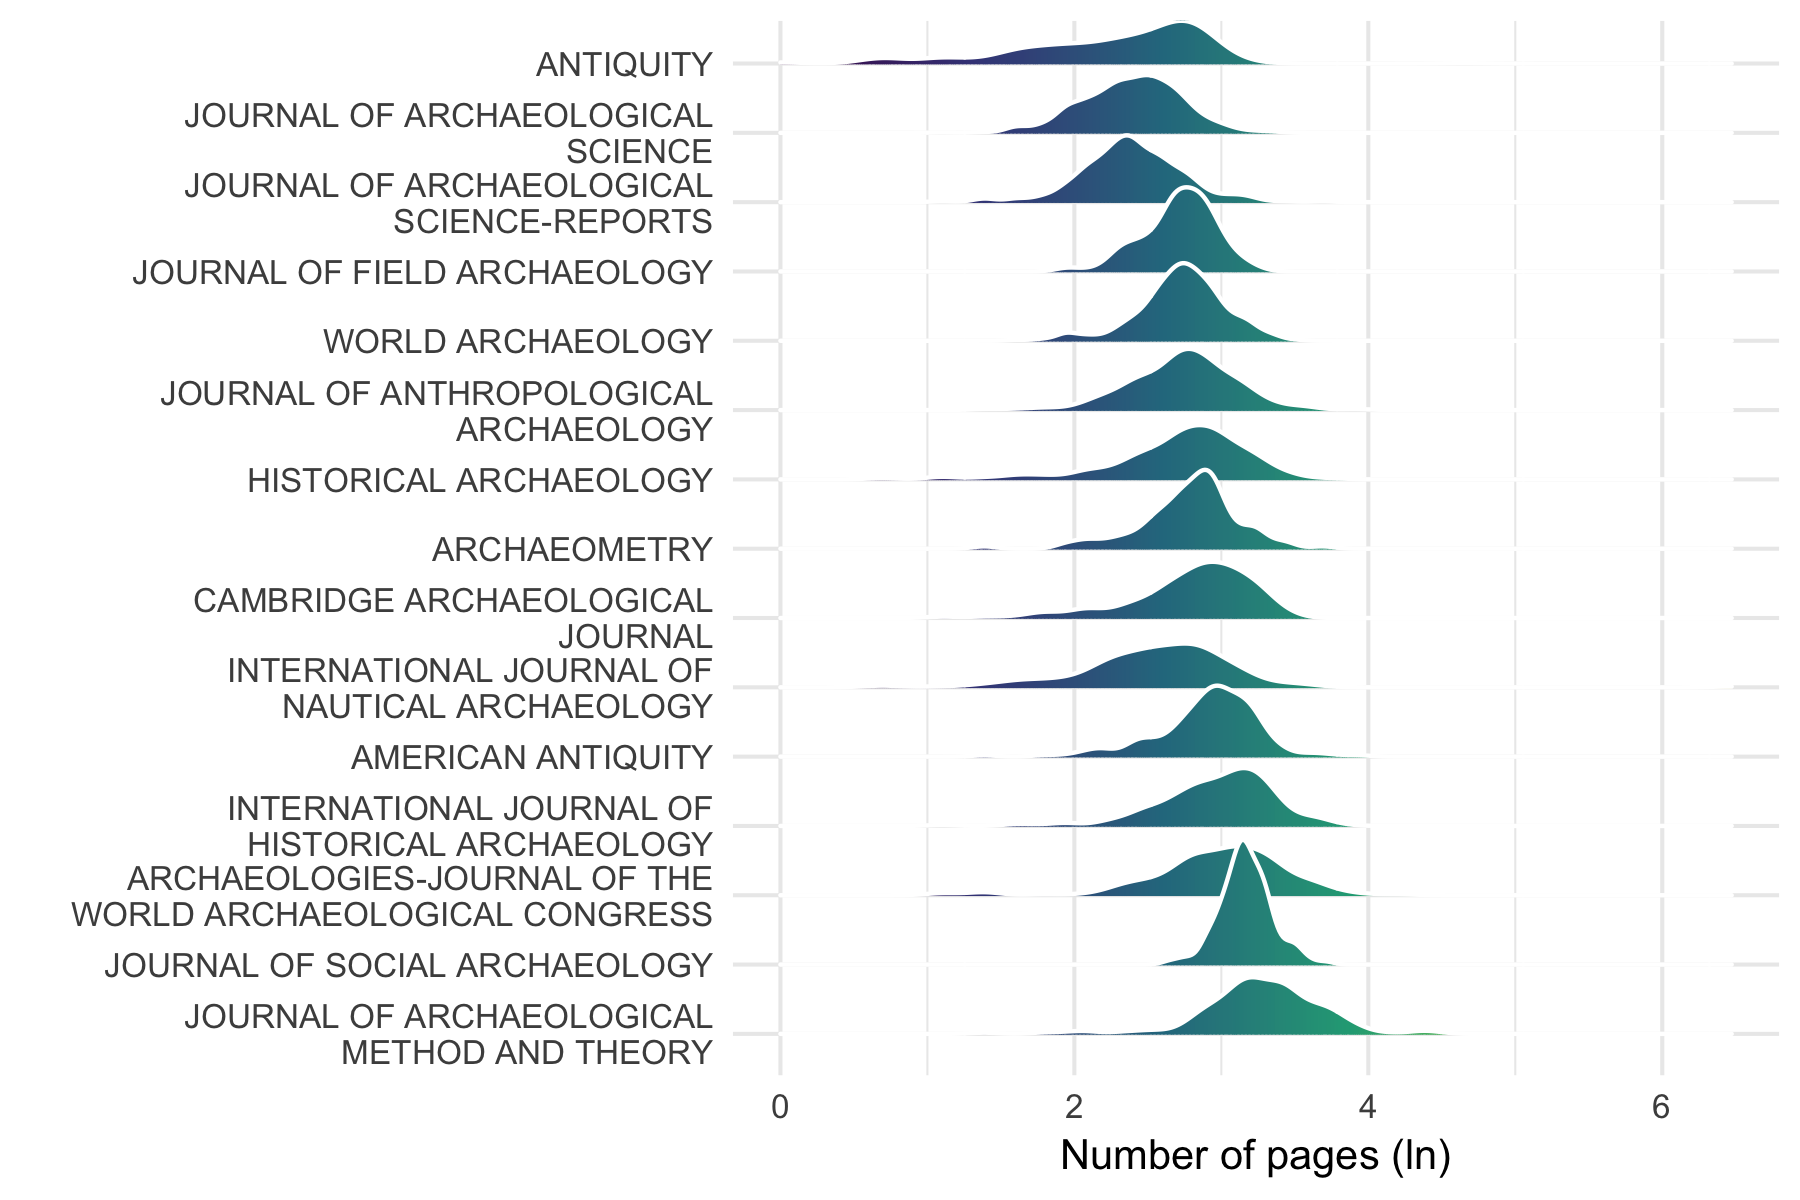 ANTIQUITY
JOURNAL OF ARCHAEOLOGICAL
SCIENCE
JOURNAL OF ARCHAEOLOGICAL
SCIENCE-REPORTS
JOURNAL OF FIELD ARCHAEOLOGY
WORLD ARCHAEOLOGY
JOURNAL OF ANTHROPOLOGICAL
ARCHAEOLOGY
HISTORICAL ARCHAEOLOGY
ARCHAEOMETRY
CAMBRIDGE ARCHAEOLOGICAL
JOURNAL
INTERNATIONAL JOURNAL OF
NAUTICAL ARCHAEOLOGY
AMERICAN ANTIQUITY
INTERNATIONAL JOURNAL OF
HISTORICAL ARCHAEOLOGY
ARCHAEOLOGIES-JOURNAL OF THE
WORLD ARCHAEOLOGICAL CONGRESS
JOURNAL OF SOCIAL ARCHAEOLOGY
JOURNAL OF ARCHAEOLOGICAL
METHOD AND THEORY
0 2 4 6
Number of pages (ln)